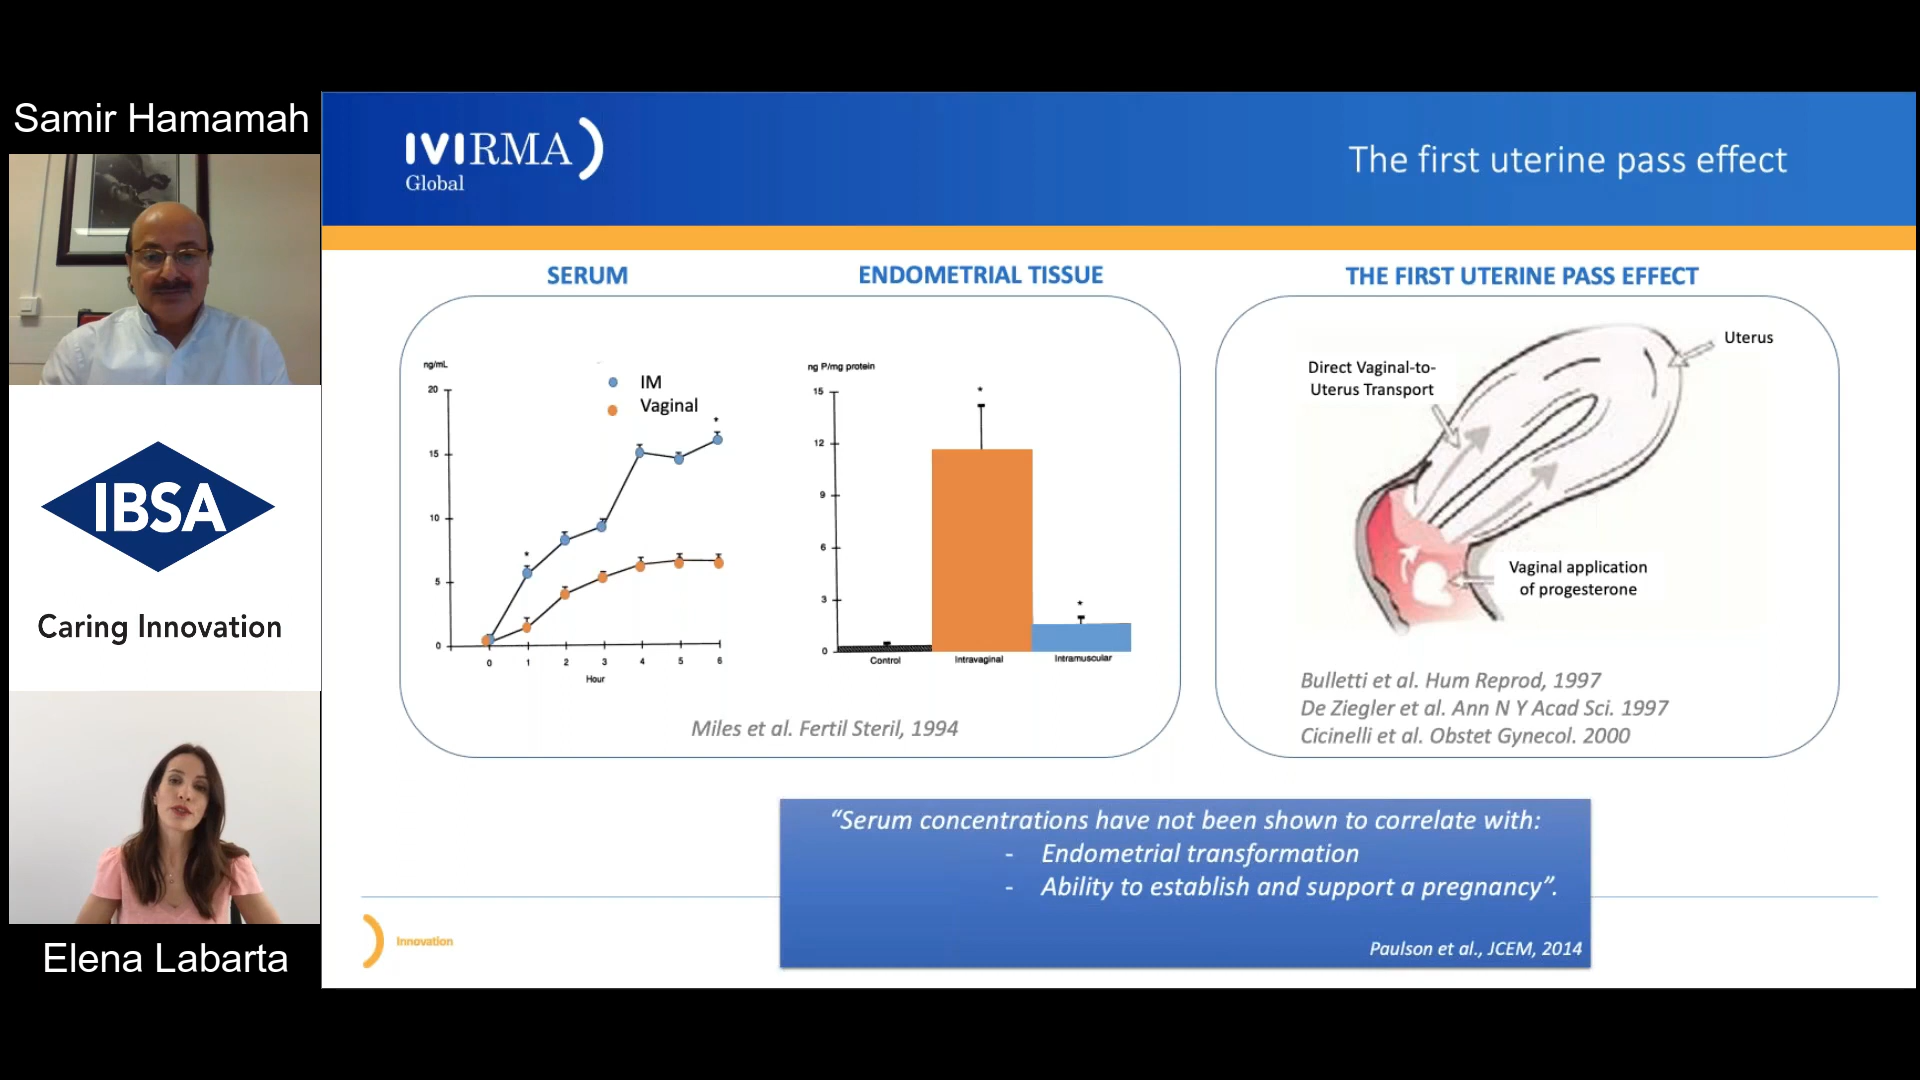 Samir Hamamah
IBSA
Caring Innovation
Elena Labarta
IVIRMA
Global
The first uterine pass effect
SERUM
ENDOMETRIAL TISSUE
THE FIRST UTERINE PASS EFFECT
ng/mL
20
15
10
5
0
0 1 2 3 4 5 6
Hour
IM
Vaginal
*
*
ng P/mg protein
15
12
9
6
3
0
*
*
Control
Intravaginal
Intramuscular
Miles et al. Fertil Steril, 1994
Uterus
Direct Vaginal-to-
Uterus Transport
Vaginal application
of progesterone
Bulletti et al. Hum Reprod, 1997
De Ziegler et al. Ann N Y Acad Sci. 1997
Cicinelli et al. Obstet Gynecol. 2000
“Serum concentrations have not been shown to correlate with:
- Endometrial transformation
- Ability to establish and support a pregnancy”.
Paulson et al., JCEM, 2014
Innovation